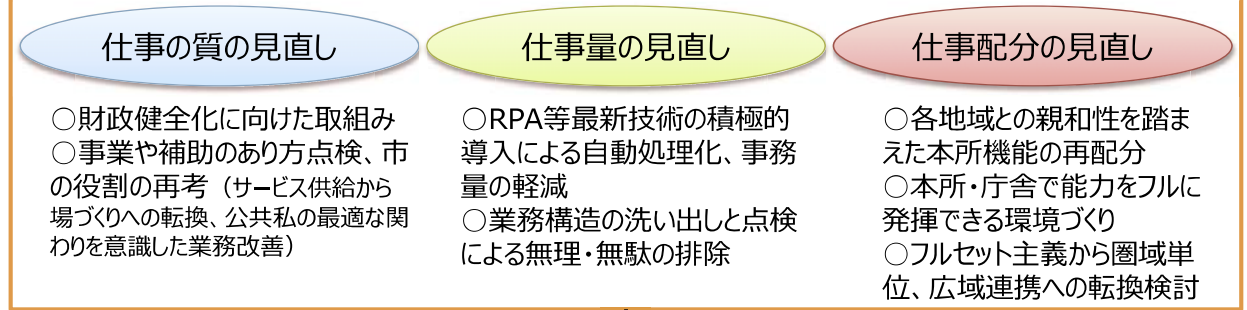 仕事の質の見直し
○財政健全化に向けた取組み
○事業や補助のあり方点検、市
の役割の再考（サービス供給から
場づくりへの転換、公共私の最適な関
わりを意識した業務改善）
仕事量の見直し
○RPA等最新技術の積極的
導入による自動処理化、事務
量の軽減
○業務構造の洗い出しと点検
による無理・無駄の排除
仕事配分の見直し
○各地域との親和性を踏ま
えた本所機能の再配分
○本所・庁舎で能力をフルに
発揮できる環境づくり
○フルセット主義から圏域単
位、広域連携への転換検討